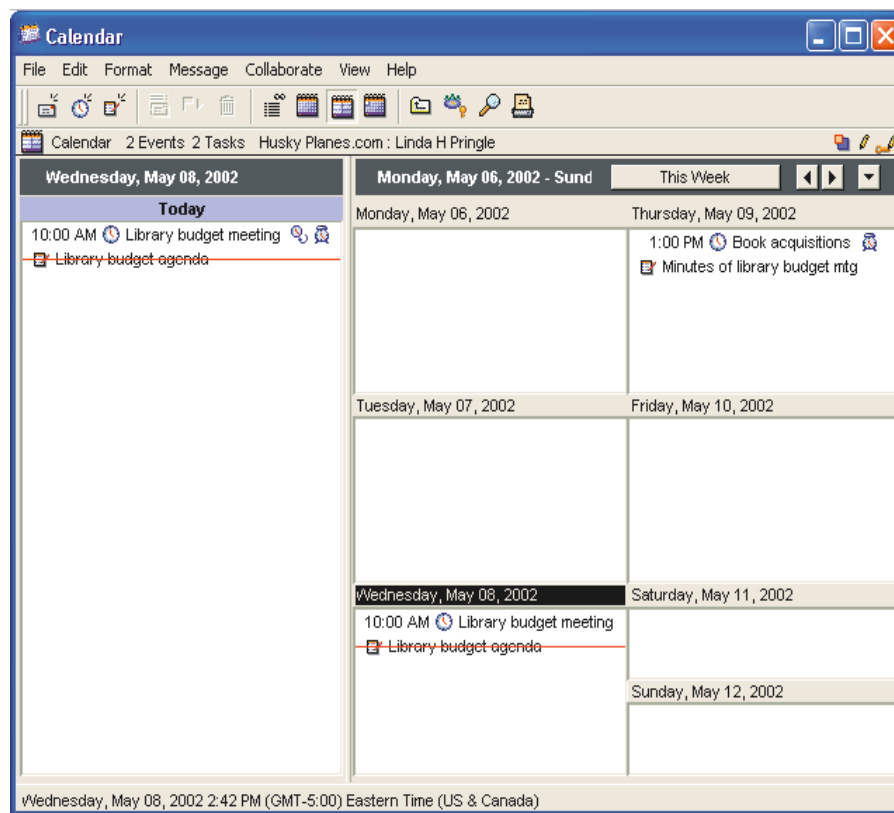 Calendar
File Edit Format Message Collaborate View Help
Calendar 2 Events 2 Tasks Husky Planes.com : Linda H Pringle
Wednesday, May 08, 2002
Today
10:00 AM Library budget meeting
Library budget agenda
Monday, May 06, 2002 - Sund
This Week
Monday, May 06, 2002
Tuesday, May 07, 2002
Wednesday, May 08, 2002
10:00 AM Library budget meeting
Library budget agenda
Thursday, May 09, 2002
1:00 PM Book acquisitions
Minutes of library budget mtg
Friday, May 10, 2002
Saturday, May 11, 2002
Sunday, May 12, 2002
Wednesday, May 08, 2002 2:42 PM (GMT-5:00) Eastern Time (US & Canada)